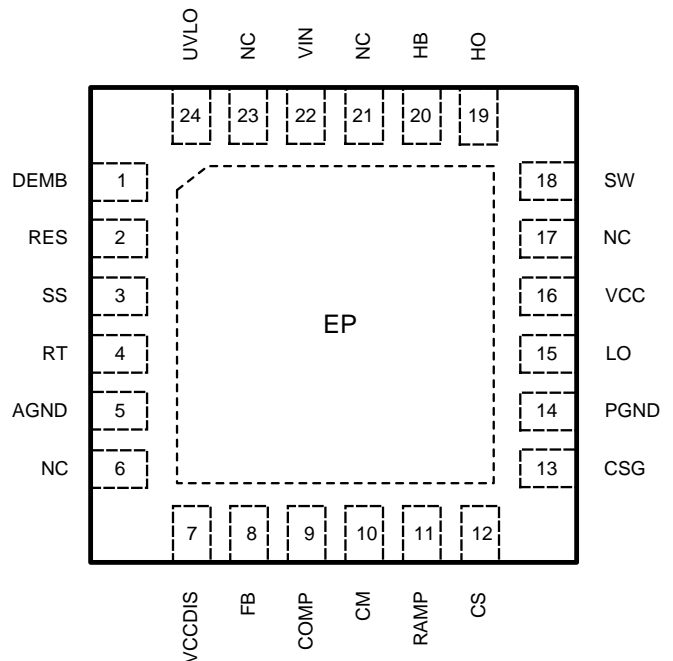 UVLO NC VIN NC HB HO
24 23 22 21 20 19
DEMB 1 18 SW
RES 2 17 NC
SS 3 16 VCC
EP
RT 4 15 LO
AGND 5 14 PGND
NC 6 13 CSG
7 8 9 10 11 12
VCCDIS FB COMP CM RAMP CS